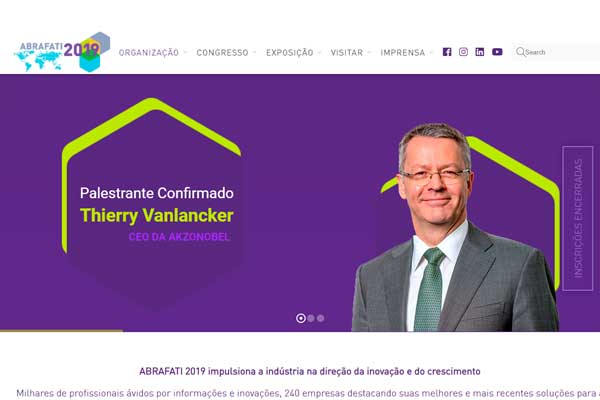 ABRAFATI 2019
ORGANIZAÇÃO
CONGRESSO
EXPOSIÇÃO
VISITAR
IMPRENSA
Search
Palestrante Confirmado
Thierry Vanlancker
CEO DA AKZONOBEL
INSCRIÇÕES ENCERRADAS
ABRAFATI 2019 impulsiona a indústria na direção da inovação e do crescimento
Milhares de profissionais ávidos por informações e inovações, 240 empresas destacando suas melhores e mais recentes soluções para a